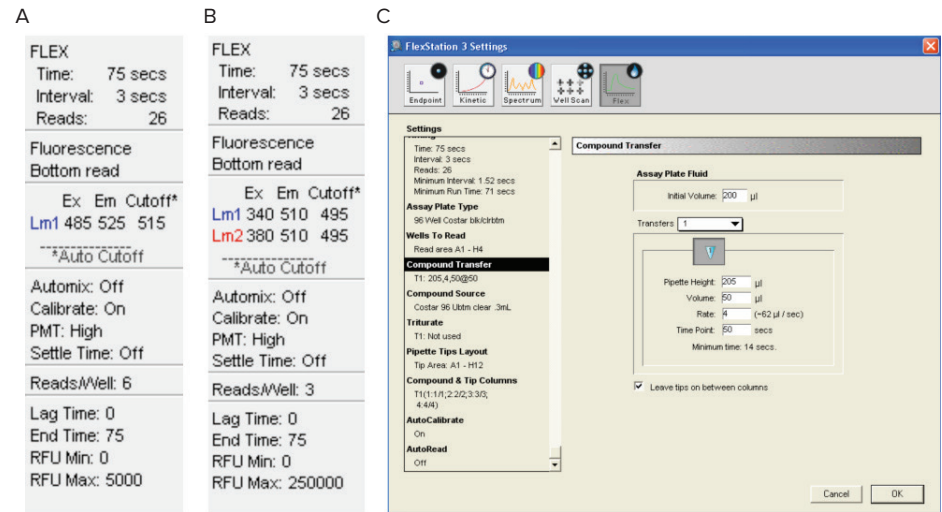 A
B
C
FLEX
Time: 75 secs
Interval: 3 secs
Reads: 26
Fluorescence
Bottom read
Ex Em Cutoff*
Lm1 485 525 515
*Auto Cutoff
Automix: Off
Calibrate: On
PMT: High
Settle Time: Off
Reads/Well: 6
Lag Time: 0
End Time: 75
RFU Min: 0
RFU Max: 5000
FLEX
Time: 75 secs
Interval: 3 secs
Reads: 26
Fluorescence
Bottom read
Ex Em Cutoff*
Lm1 340 510 495
Lm2 380 510 495
*Auto Cutoff
Automix: Off
Calibrate: On
PMT: High
Settle Time: Off
Reads/Well: 3
Lag Time: 0
End Time: 75
RFU Min: 0
RFU Max: 250000
FlexStation 3 Settings
Endpoint Kinetic Spectrum Well Scan Flex
Settings
Time: 75 secs
Interval: 3 secs
Reads: 26
Minimum Interval: 1.52 secs
Minimum Run Time: 71 secs
Assay Plate Type
96 Well Costar blk/clrbtm
Wells To Read
Read area A1 - H4
Compound Transfer
T1: 205,4,50@50
Compound Source
Costar 96 Ubtm clear .3mL
Triturate
T1: Not used
Pipette Tips Layout
Tip Area: A1 - H12
Compound & Tip Columns
T1(1:1/1;2:2/2;3:3/3;
4:4/4)
AutoCalibrate
On
AutoRead
Off
Compound Transfer
Assay Plate Fluid
Initial Volume: 200 µl
Transfers 1
Pipette Height: 205 µl
Volume: 50 µl
Rate: 4 (~62 µl / sec)
Time Point: 50 secs
Minimum time: 14 secs.
Leave tips on between columns
Cancel OK